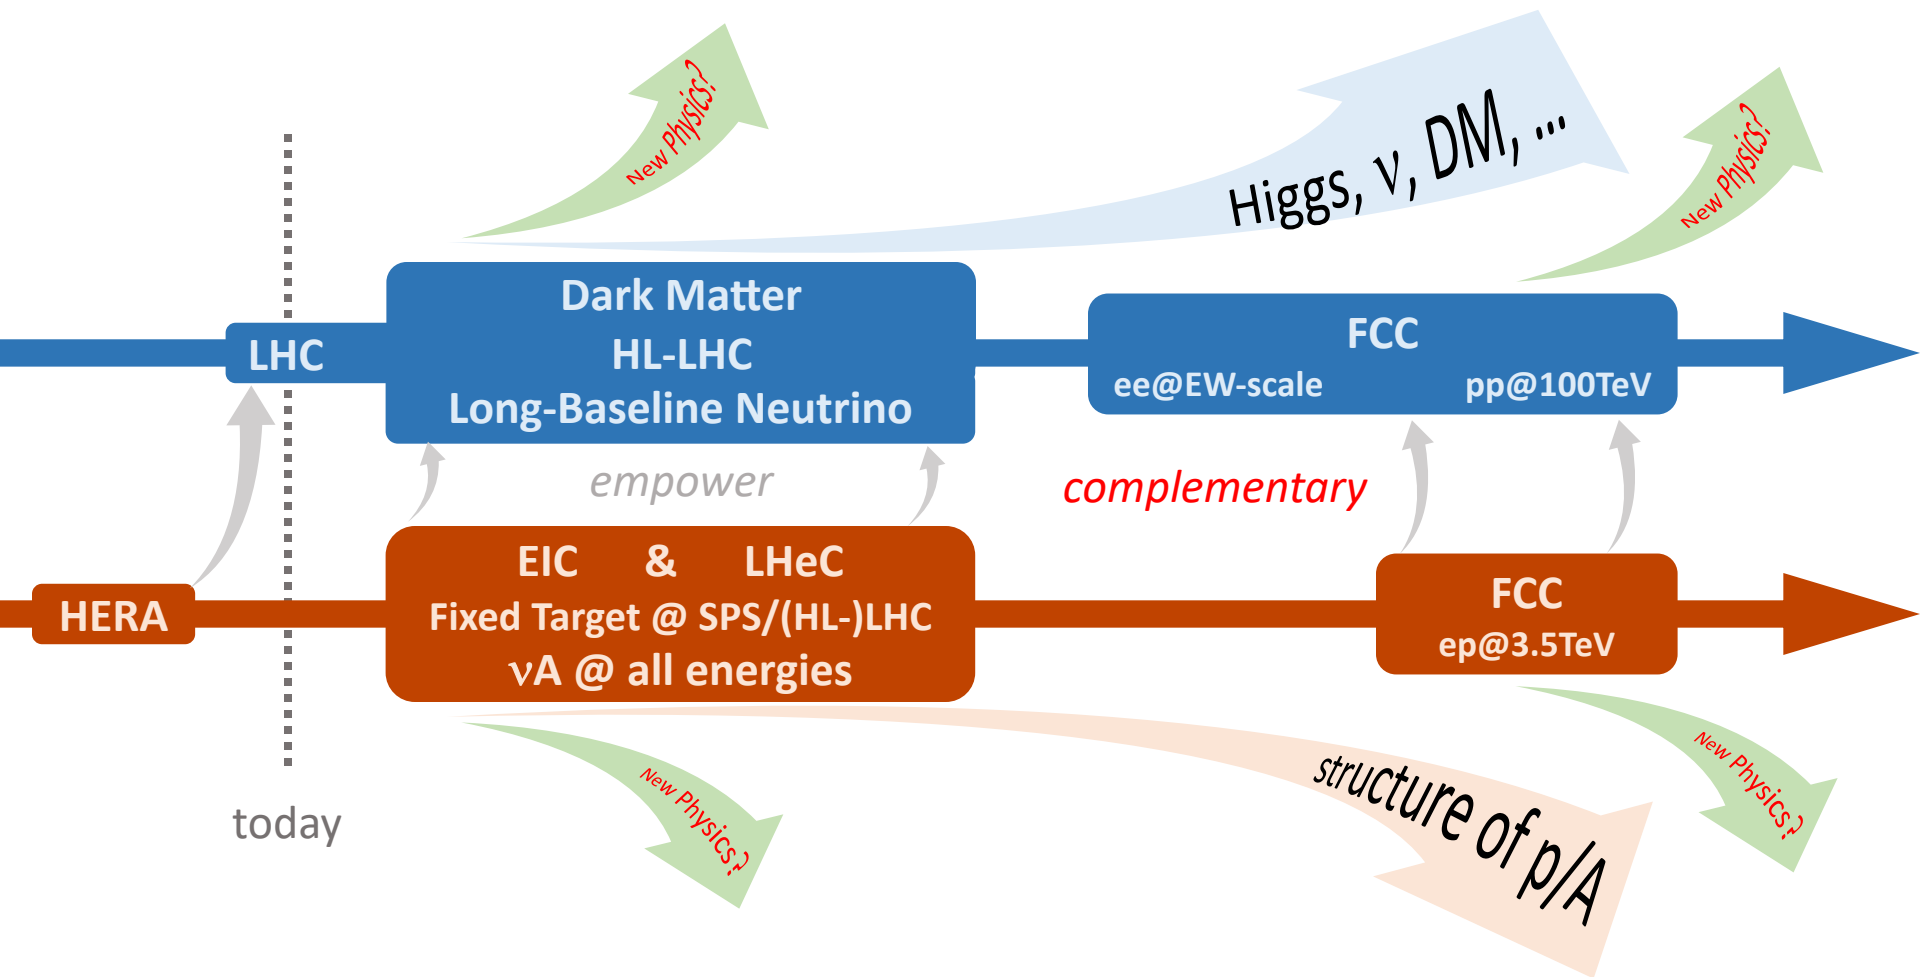 New Physics?
Higgs, ν, DM, ...
New Physics?
Dark Matter
LHC
HL-LHC
Long-Baseline Neutrino
FCC
ee@EW-scale pp@100TeV
empower
complementary
HERA
EIC & LHeC
Fixed Target @ SPS/(HL-)LHC
νA @ all energies
FCC
ep@3.5TeV
today
New Physics?
structure of p/A
New Physics?